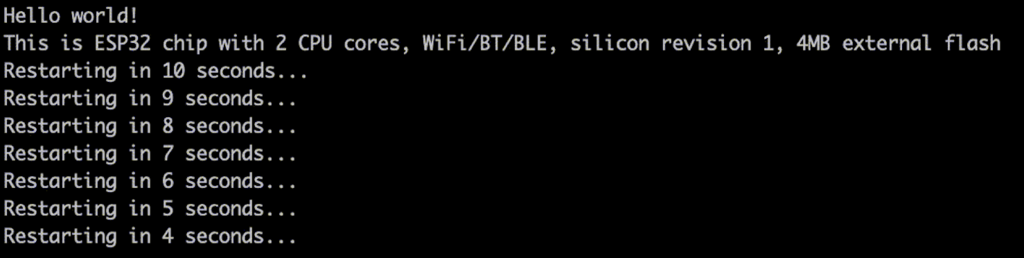 Hello world!
This is ESP32 chip with 2 CPU cores, WiFi/BT/BLE, silicon revision 1, 4MB external flash
Restarting in 10 seconds...
Restarting in 9 seconds...
Restarting in 8 seconds...
Restarting in 7 seconds...
Restarting in 6 seconds...
Restarting in 5 seconds...
Restarting in 4 seconds...